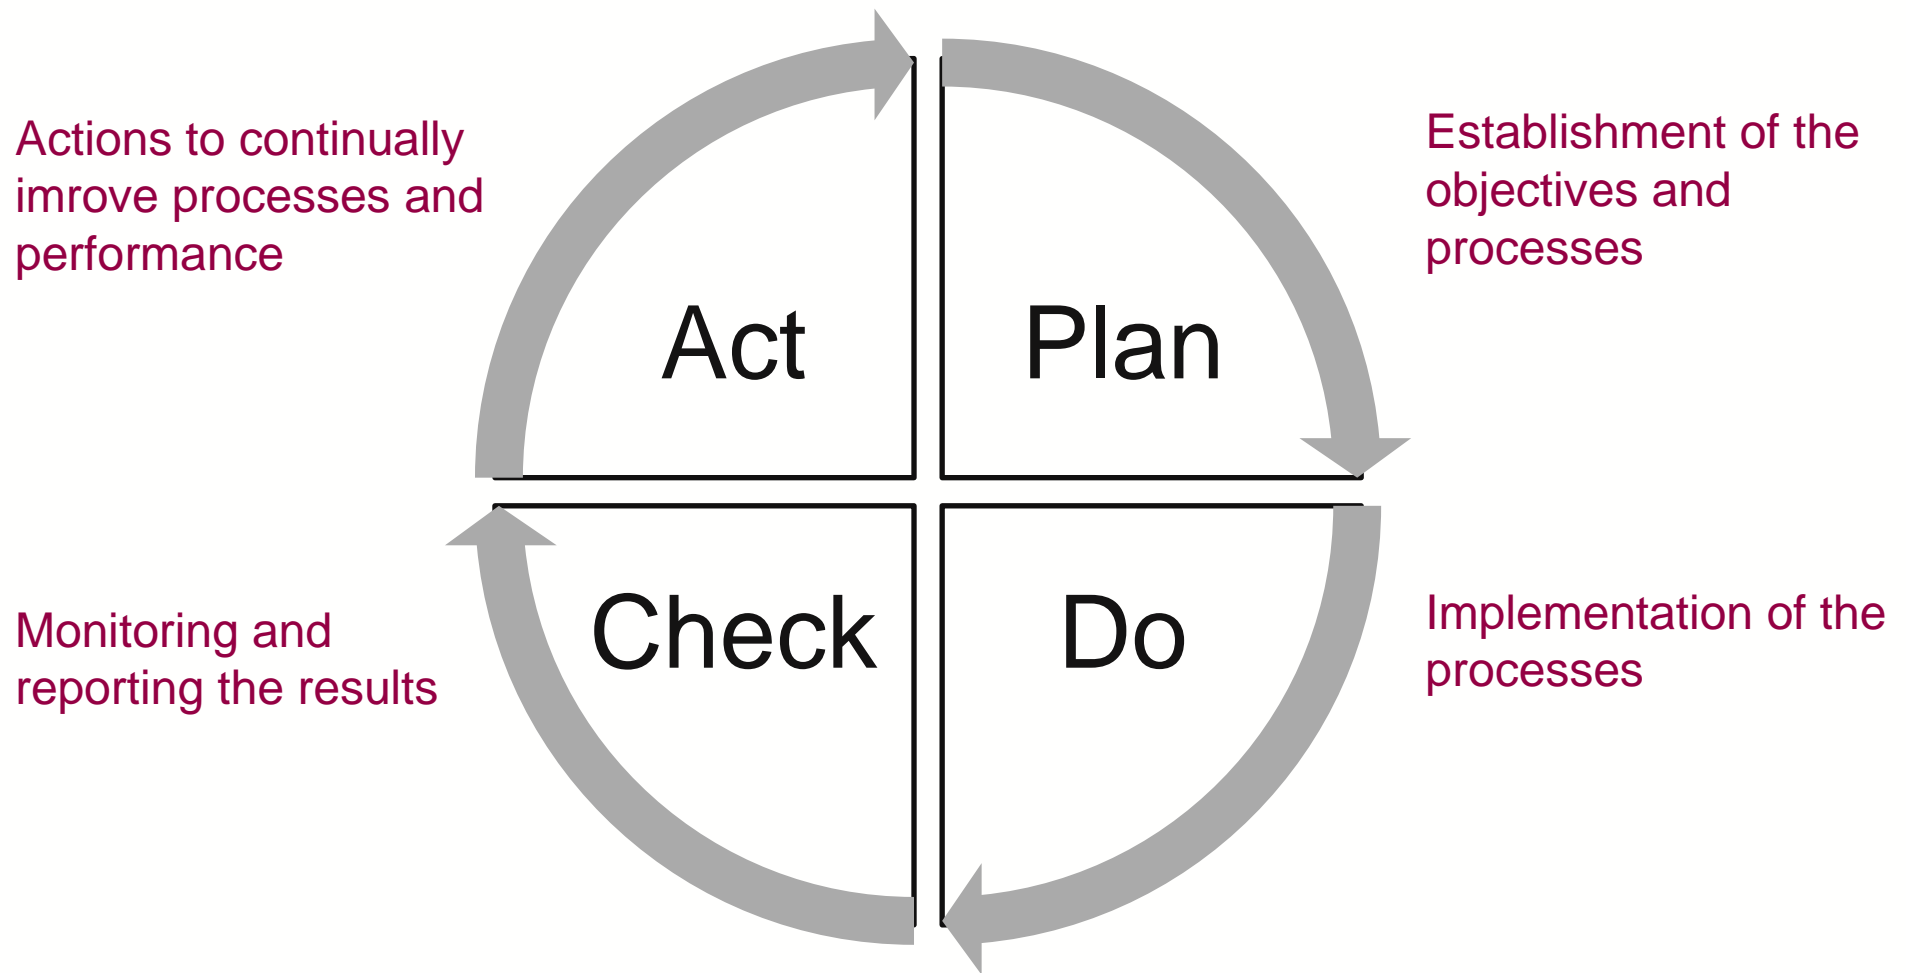 Actions to continually
imrove processes and
performance
Act
Plan
Establishment of the
objectives and
processes
Monitoring and
reporting the results
Check
Do
Implementation of the
processes